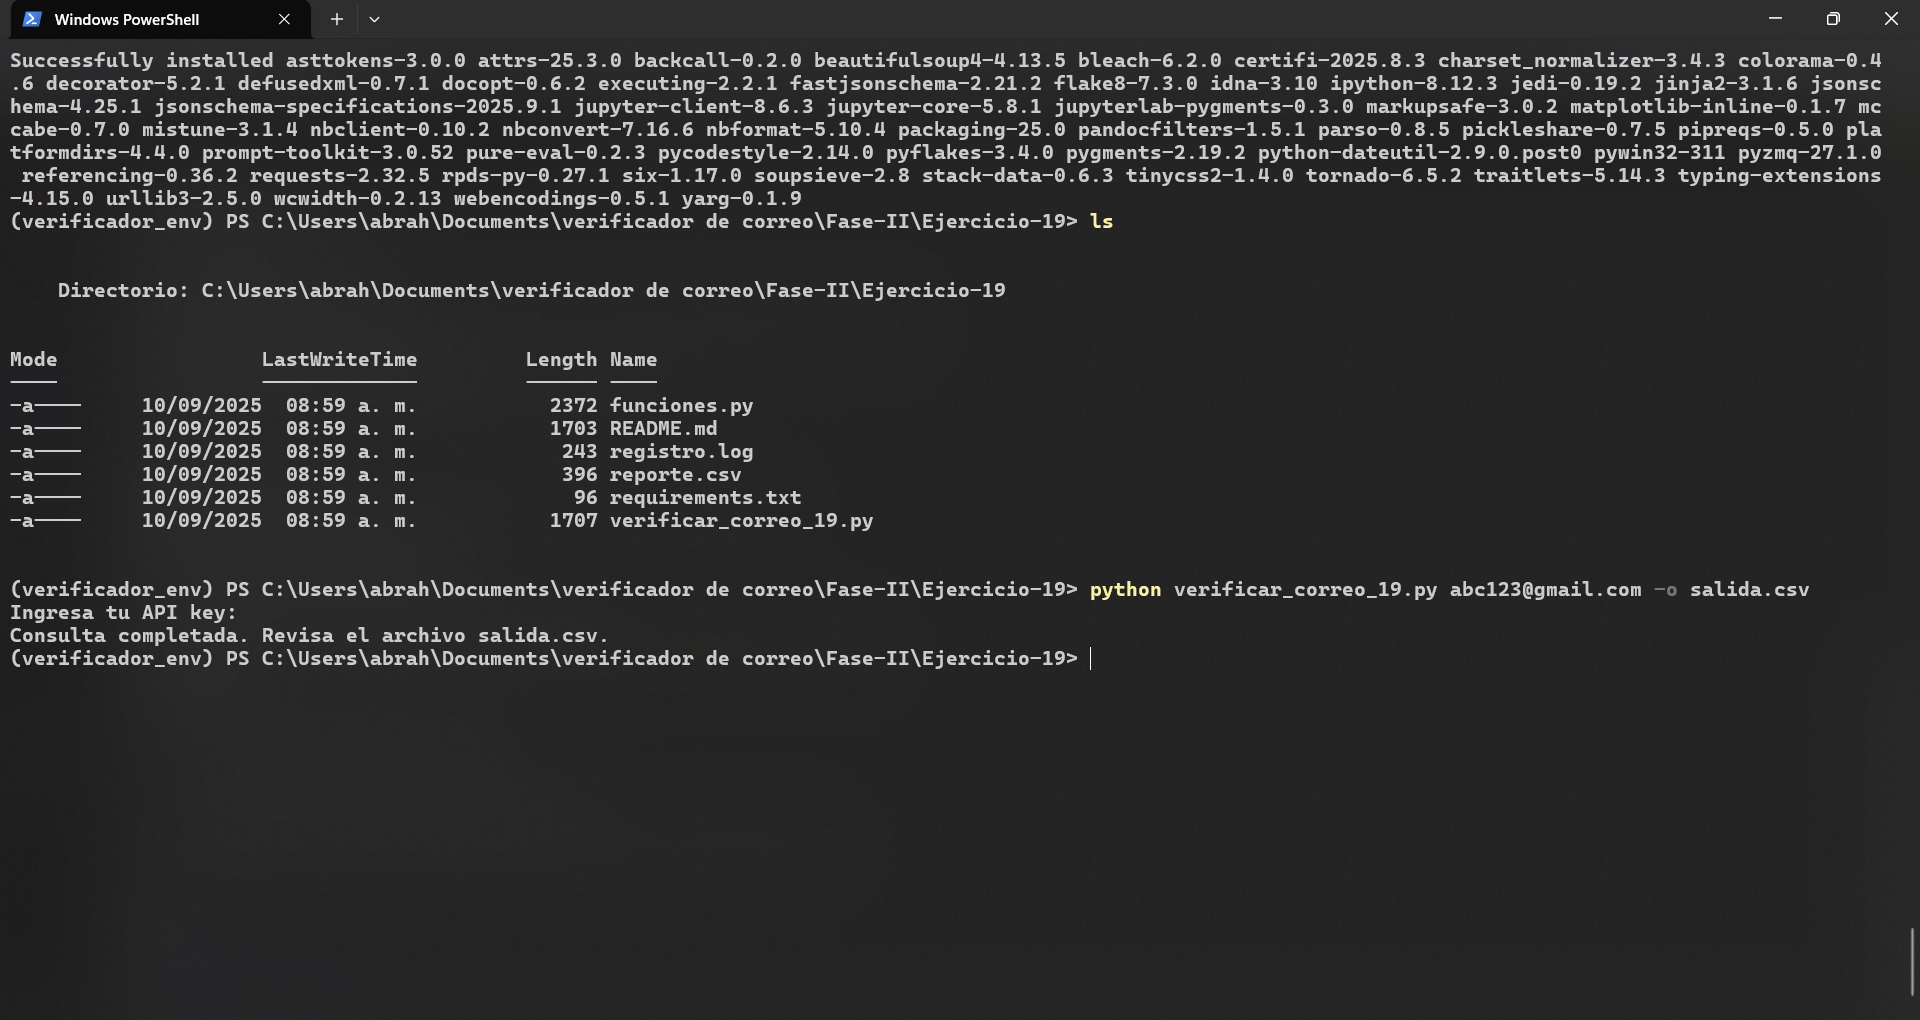 Windows PowerShell
Successfully installed asttokens-3.0.0 attrs-25.3.0 backcall-0.2.0 beautifulsoup4-4.13.5 bleach-6.2.0 certifi-2025.8.3 charset_normalizer-3.4.3 colorama-0.4
.6 decorator-5.2.1 defusedxml-0.7.1 docopt-0.6.2 executing-2.2.1 fastjsonschema-2.21.2 flake8-7.3.0 idna-3.10 ipython-8.12.3 jedi-0.19.2 jinja2-3.1.6 jsonsc
hema-4.25.1 jsonschema-specifications-2025.9.1 jupyter-client-8.6.3 jupyter-core-5.8.1 jupyterlab-pygments-0.3.0 markupsafe-3.0.2 matplotlib-inline-0.1.7 mc
cabe-0.7.0 mistune-3.1.4 nbclient-0.10.2 nbconvert-7.16.6 nbformat-5.10.4 packaging-25.0 pandocfilters-1.5.1 parso-0.8.5 pickleshare-0.7.5 pipreqs-0.5.0 pla
tformdirs-4.4.0 prompt-toolkit-3.0.52 pure-eval-0.2.3 pycodestyle-2.14.0 pyflakes-3.4.0 pygments-2.19.2 python-dateutil-2.9.0.post0 pywin32-311 pyzmq-27.1.0
 referencing-0.36.2 requests-2.32.5 rpds-py-0.27.1 six-1.17.0 soupsieve-2.8 stack-data-0.6.3 tinycss2-1.4.0 tornado-6.5.2 traitlets-5.14.3 typing-extensions
-4.15.0 urllib3-2.5.0 wcwidth-0.2.13 webencodings-0.5.1 yarg-0.1.9
(verificador_env) PS C:\Users\abrah\Documents\verificador de correo\Fase-II\Ejercicio-19> ls
Directorio: C:\Users\abrah\Documents\verificador de correo\Fase-II\Ejercicio-19
Mode                 LastWriteTime         Length Name
----                 -------------         ------ ----
-a----     10/09/2025  08:59 a. m.           2372 funciones.py
-a----     10/09/2025  08:59 a. m.           1703 README.md
-a----     10/09/2025  08:59 a. m.            243 registro.log
-a----     10/09/2025  08:59 a. m.            396 reporte.csv
-a----     10/09/2025  08:59 a. m.             96 requirements.txt
-a----     10/09/2025  08:59 a. m.           1707 verificar_correo_19.py
(verificador_env) PS C:\Users\abrah\Documents\verificador de correo\Fase-II\Ejercicio-19> python verificar_correo_19.py abc123@gmail.com -o salida.csv
Ingresa tu API key:
Consulta completada. Revisa el archivo salida.csv.
(verificador_env) PS C:\Users\abrah\Documents\verificador de correo\Fase-II\Ejercicio-19>